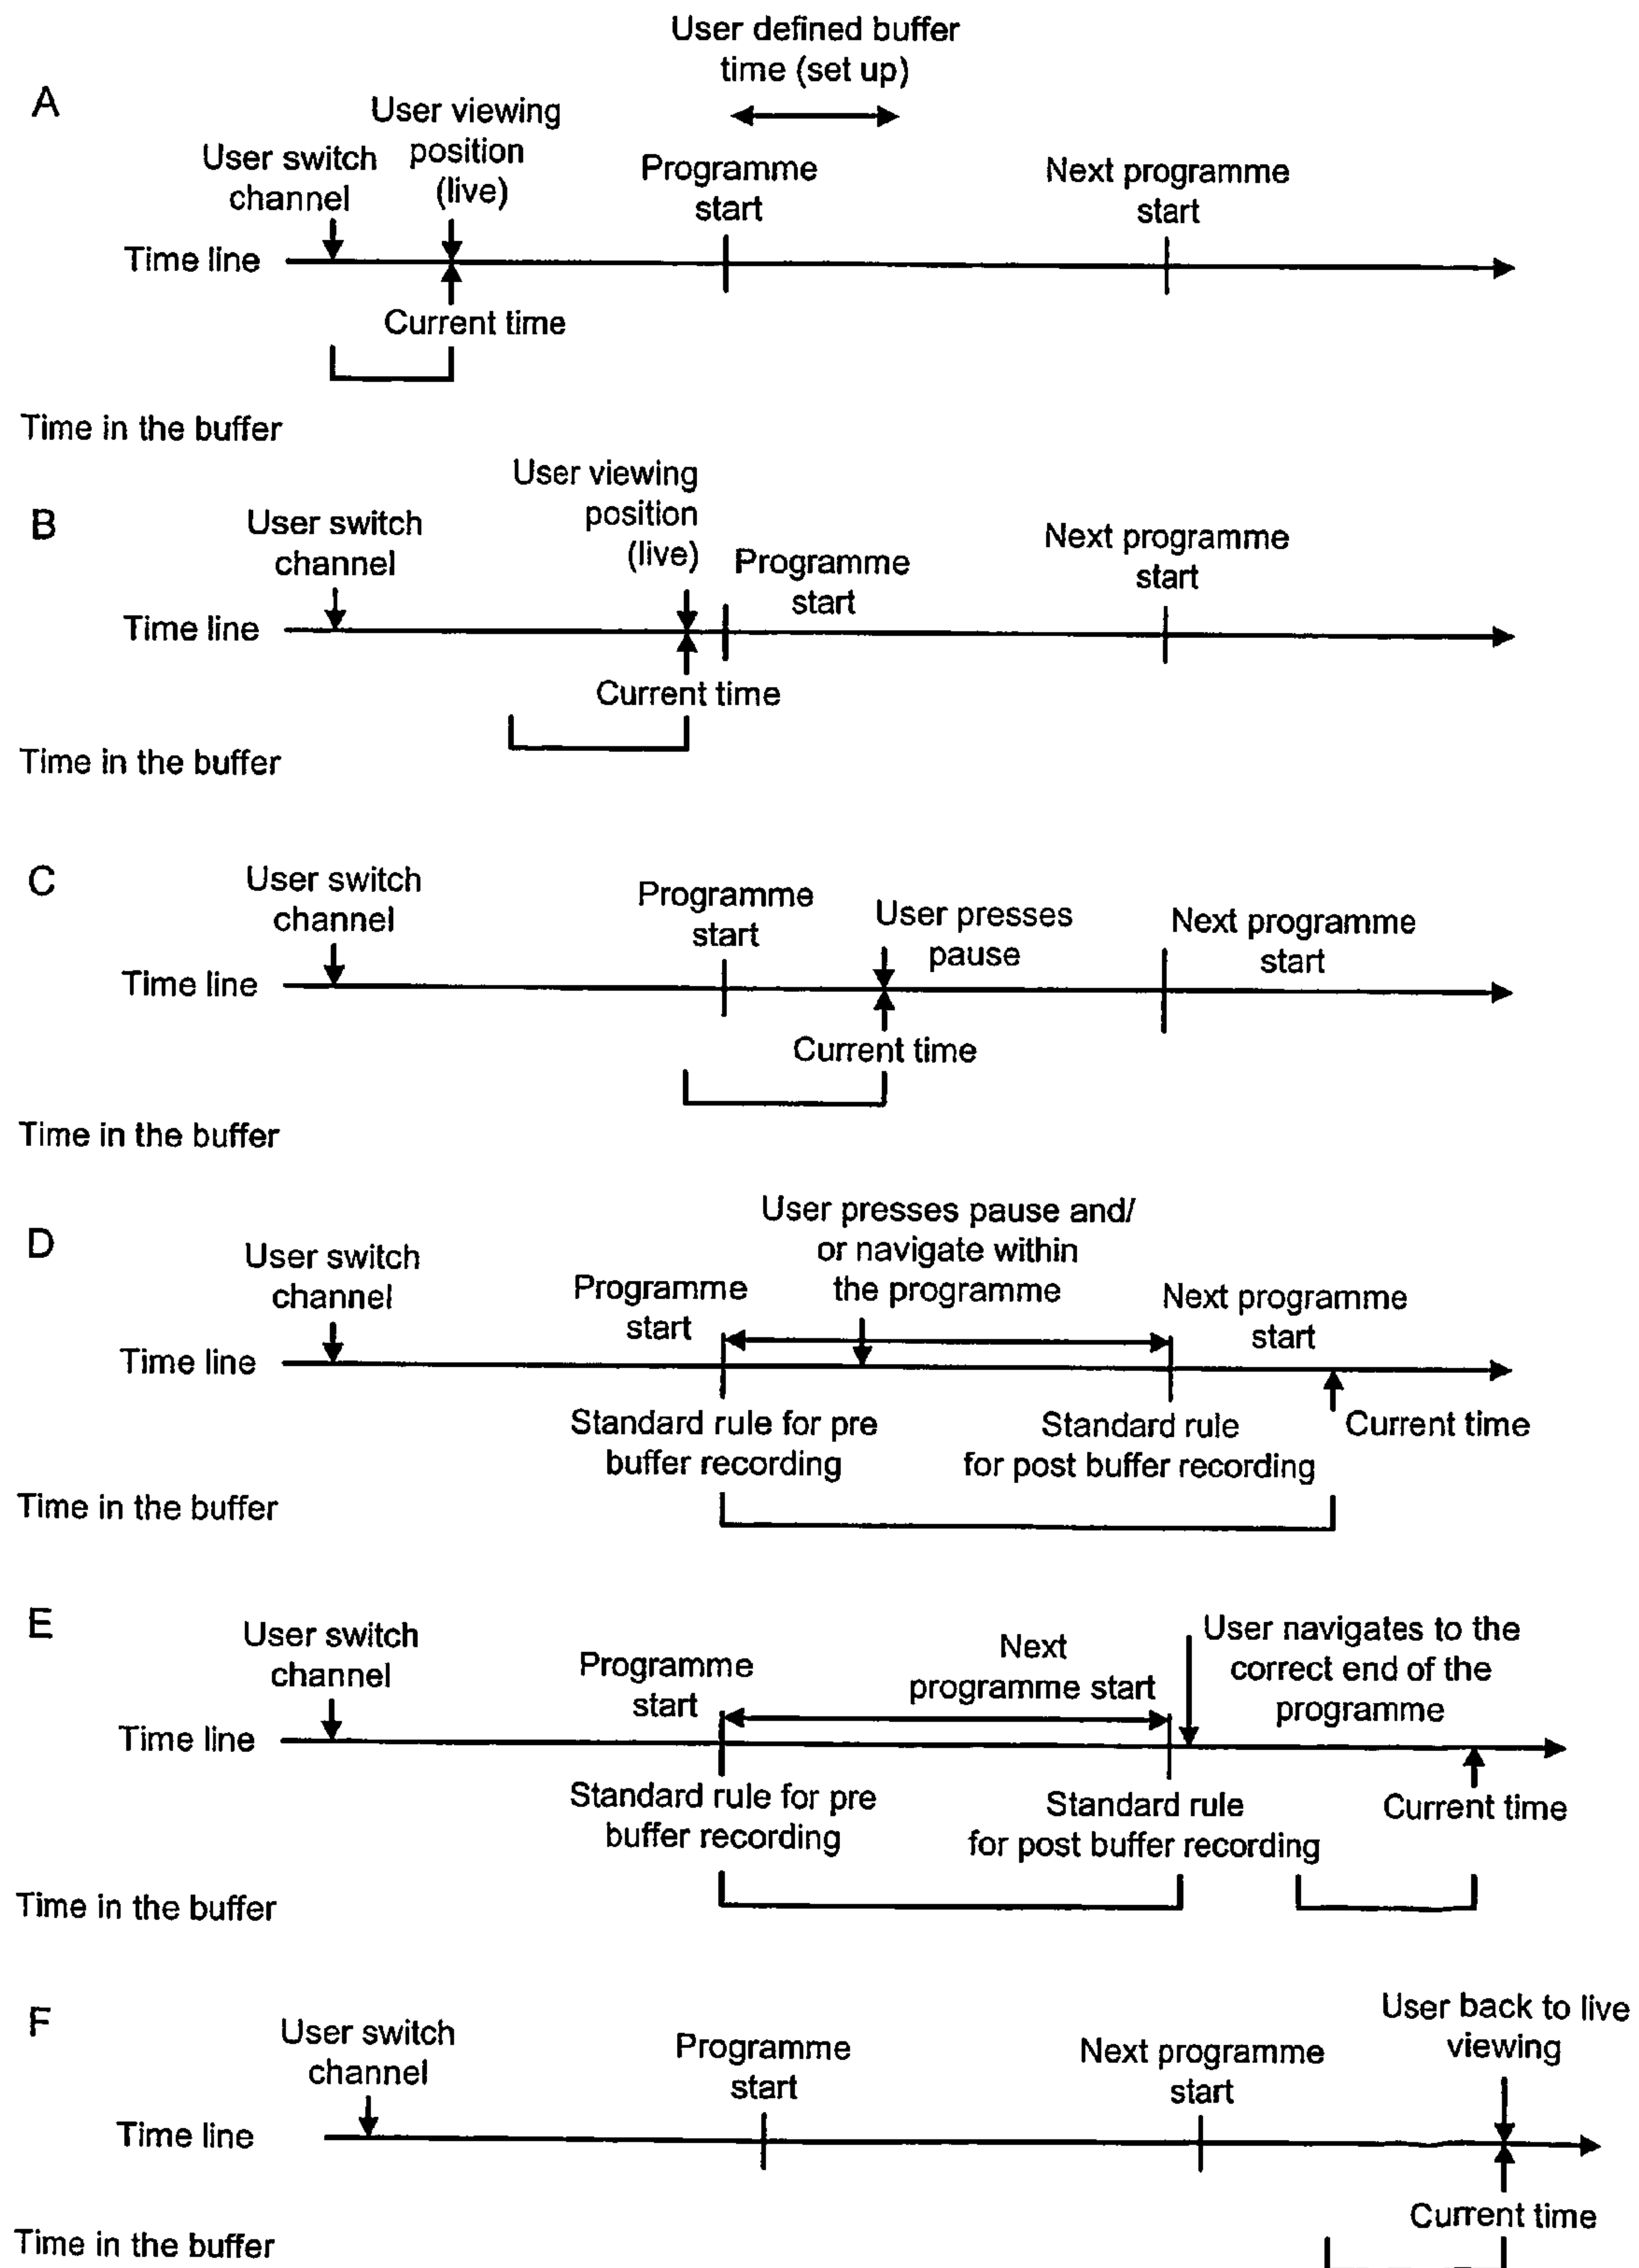 User defined buffer
time (set up)
A
User viewing
position
(live)
User switch
channel
Programme
start
Next programme
start
Time line
Current time
Time in the buffer
User viewing
position
(live)
B
User switch
channel
Programme
start
Next programme
start
Time line
Current time
Time in the buffer
C
User switch
channel
Programme
start
User presses
pause
Next programme
start
Time line
Current time
Time in the buffer
D
User switch
channel
Programme
start
User presses pause and/
or navigate within
the programme
Next programme
start
Time line
Standard rule for pre
buffer recording
Standard rule
for post buffer recording
Current time
Time in the buffer
E
User switch
channel
Programme
start
Next
programme start
User navigates to the
correct end of the
programme
Time line
Standard rule for pre
buffer recording
Standard rule
for post buffer recording
Current time
Time in the buffer
F
User switch
channel
Programme
start
Next programme
start
User back to live
viewing
Time line
Current time
Time in the buffer